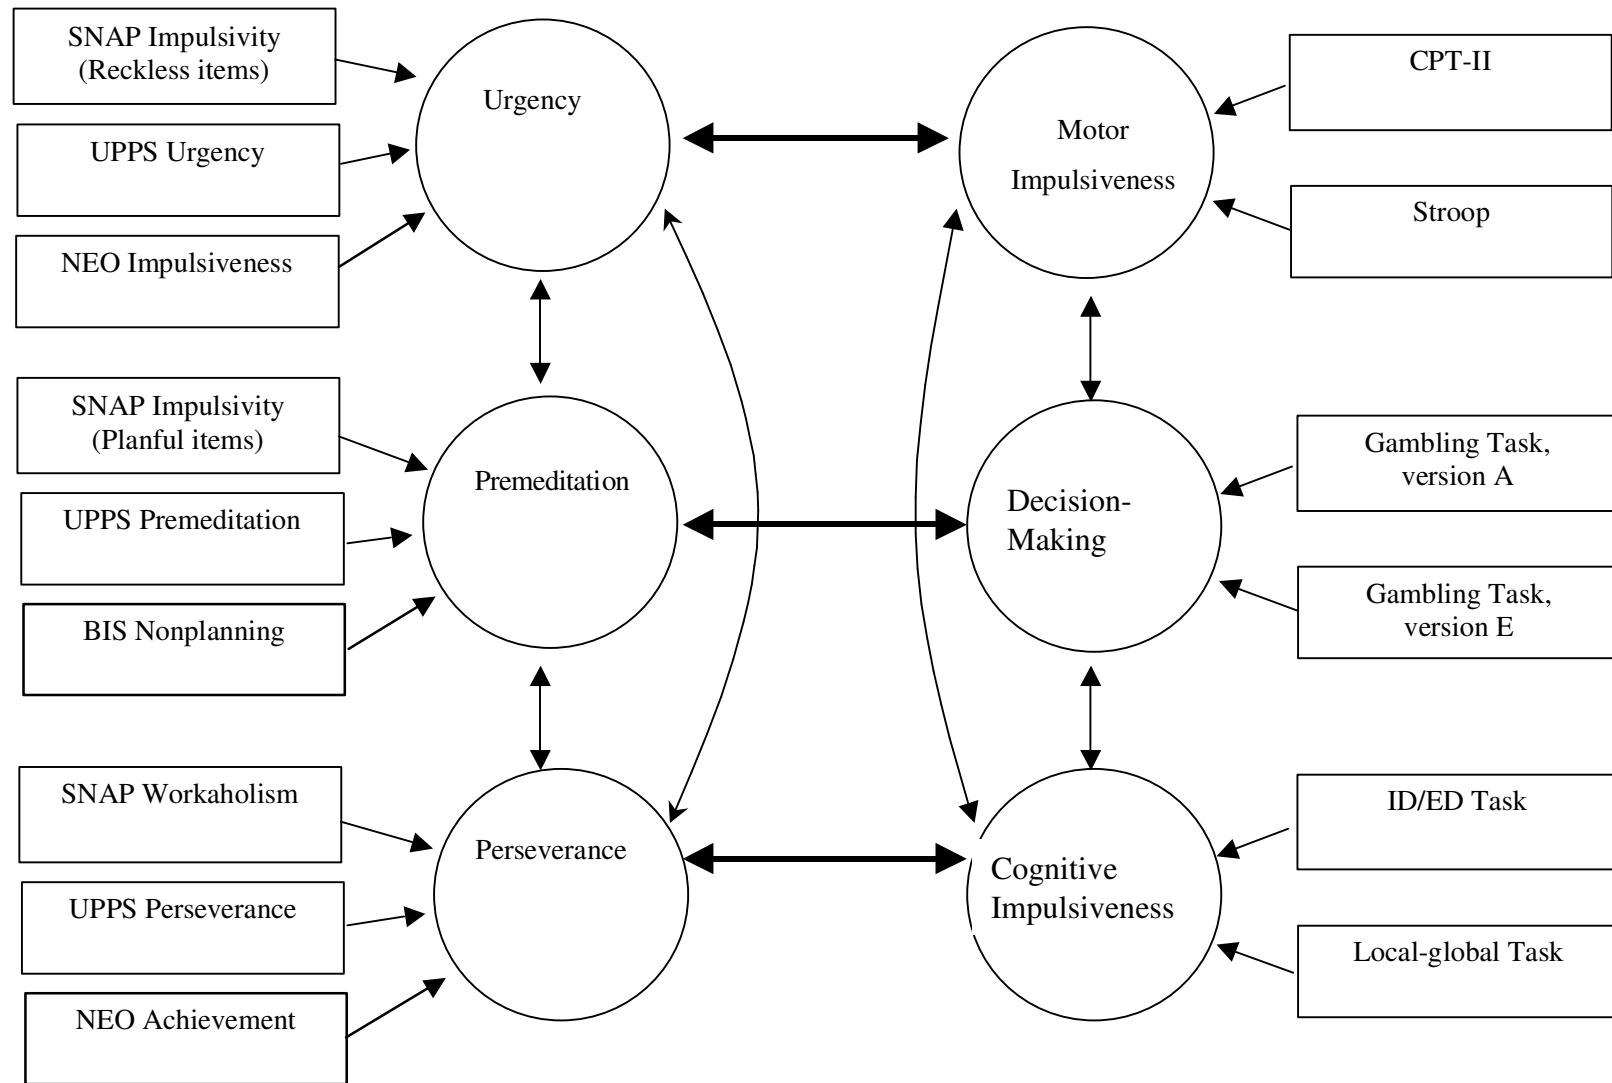 SNAP Impulsivity
(Reckless items)
UPPS Urgency
NEO Impulsiveness
Urgency
Motor
Impulsiveness
CPT-II
Stroop
SNAP Impulsivity
(Planful items)
UPPS Premeditation
BIS Nonplanning
Premeditation
Decision-
Making
Gambling Task,
version A
Gambling Task,
version E
SNAP Workaholism
UPPS Perseverance
NEO Achievement
Perseverance
Cognitive
Impulsiveness
ID/ED Task
Local-global Task